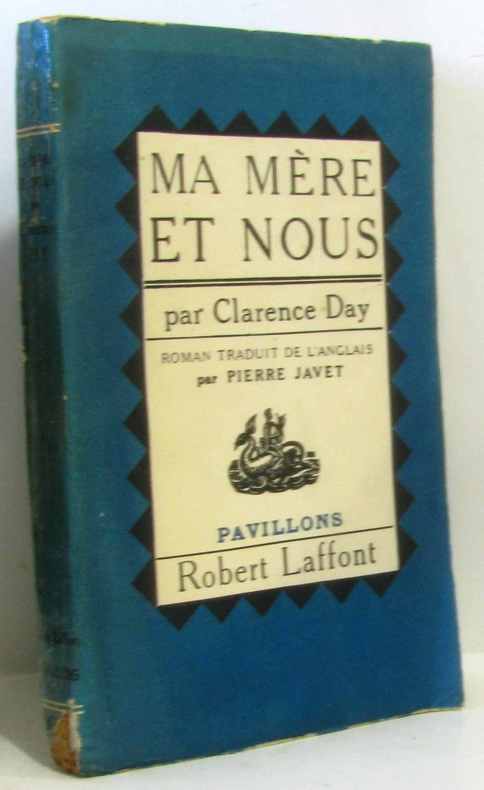 MA MÈRE
ET NOUS
par Clarence Day
ROMAN TRADUIT DE L'ANGLAIS
par PIERRE JAVET
PAVILLONS
Robert Laffont